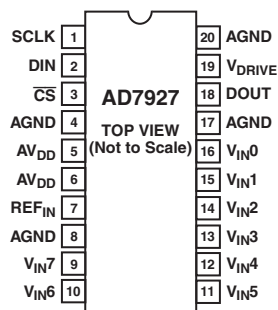 SCLK 1 20 AGND
DIN 2 19 VDRIVE
CS 3 AD7927 18 DOUT
AGND 4 17 AGND
TOP VIEW
(Not to Scale)
AVDD 5 16 VIN0
AVDD 6 15 VIN1
REFIN 7 14 VIN2
AGND 8 13 VIN3
VIN7 9 12 VIN4
VIN6 10 11 VIN5